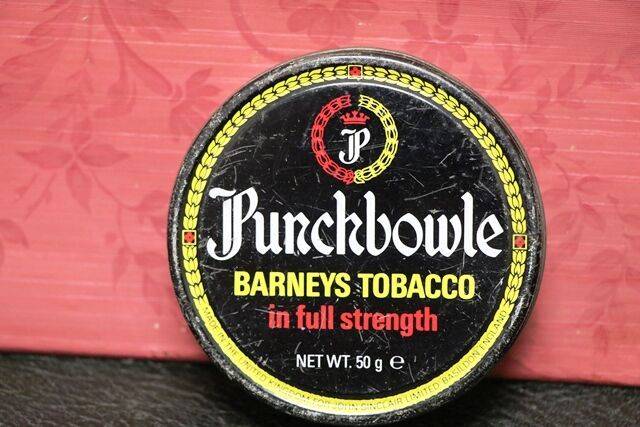 JP
Punchbowle
BARNEYS TOBACCO
in full strength
NET WT. 50 g ℮
MADE IN THE UNITED KINGDOM FOR JOHN SINCLAIR LIMITED, BASILDON ENGLAND